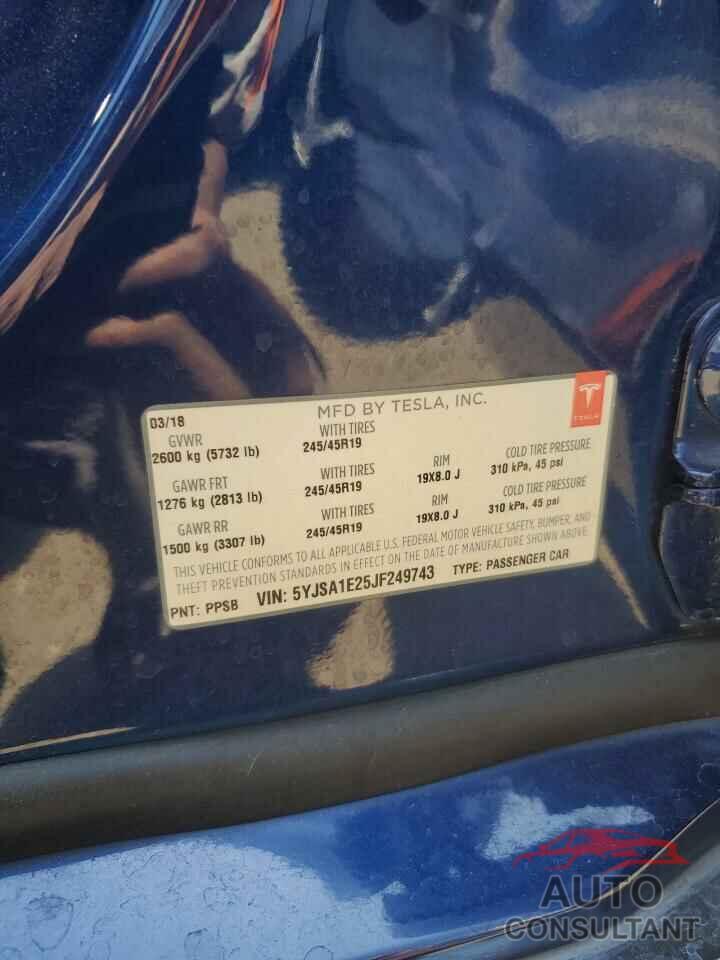 MFD BY TESLA, INC.
TESLA
03/18
GVWR WITH TIRES
2600 kg (5732 lb) 245/45R19
GAWR FRT WITH TIRES RIM COLD TIRE PRESSURE
1276 kg (2813 lb) 245/45R19 19X8.0 J 310 kPa, 45 psi
GAWR RR WITH TIRES RIM COLD TIRE PRESSURE
1500 kg (3307 lb) 245/45R19 19X8.0 J 310 kPa, 45 psi
THIS VEHICLE CONFORMS TO ALL APPLICABLE U.S. FEDERAL MOTOR VEHICLE SAFETY, BUMPER, AND
THEFT PREVENTION STANDARDS IN EFFECT ON THE DATE OF MANUFACTURE SHOWN ABOVE.
PNT: PPSB VIN: 5YJSA1E25JF249743 TYPE: PASSENGER CAR
AUTO
CONSULTANT